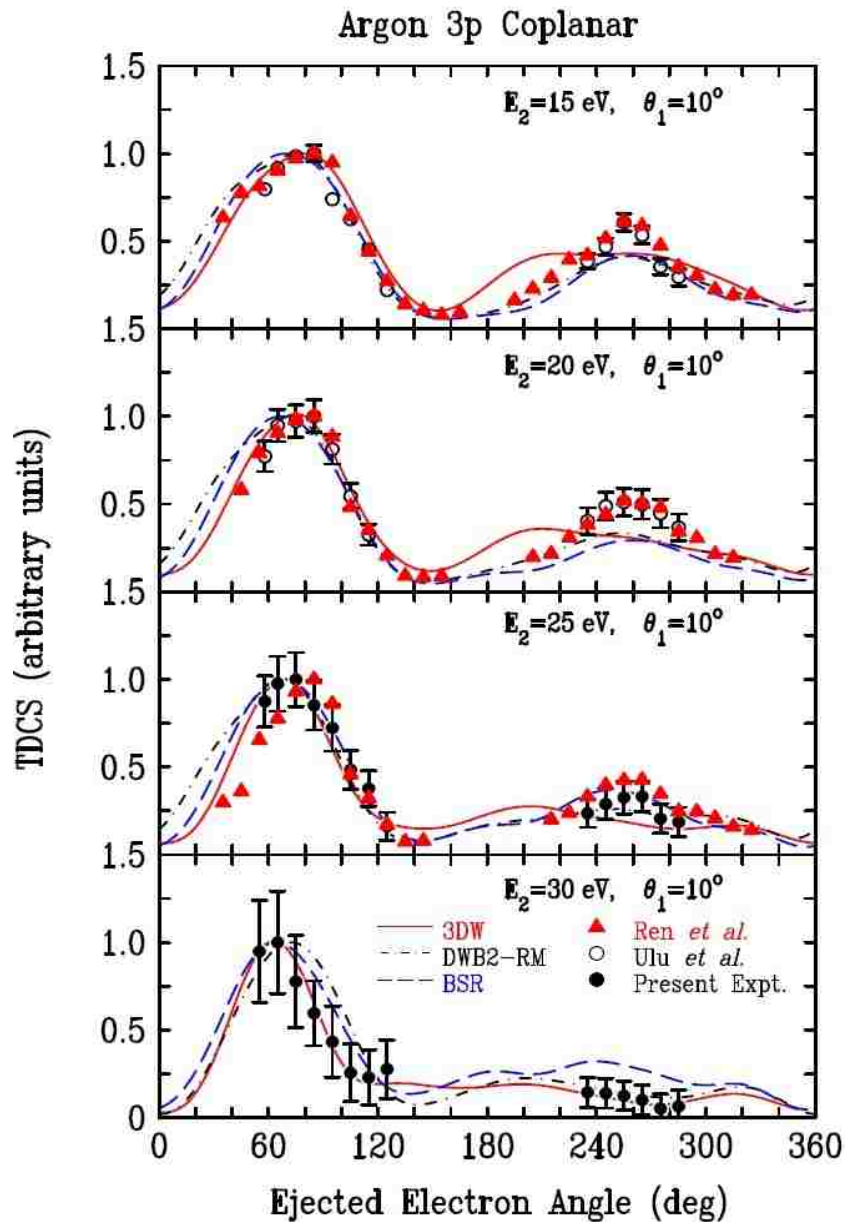 Argon 3p Coplanar
1.5
E2=15 eV, θ1=10°
1.0
0.5
1.5
E2=20 eV, θ1=10°
1.0
0.5
1.5
E2=25 eV, θ1=10°
1.0
0.5
1.5
E2=30 eV, θ1=10°
3DW
Ren et al.
DWB2-RM
Ulu et al.
BSR
Present Expt.
1.0
0.5
0
0 60 120 180 240 300 360
TDCS (arbitrary units)
Ejected Electron Angle (deg)